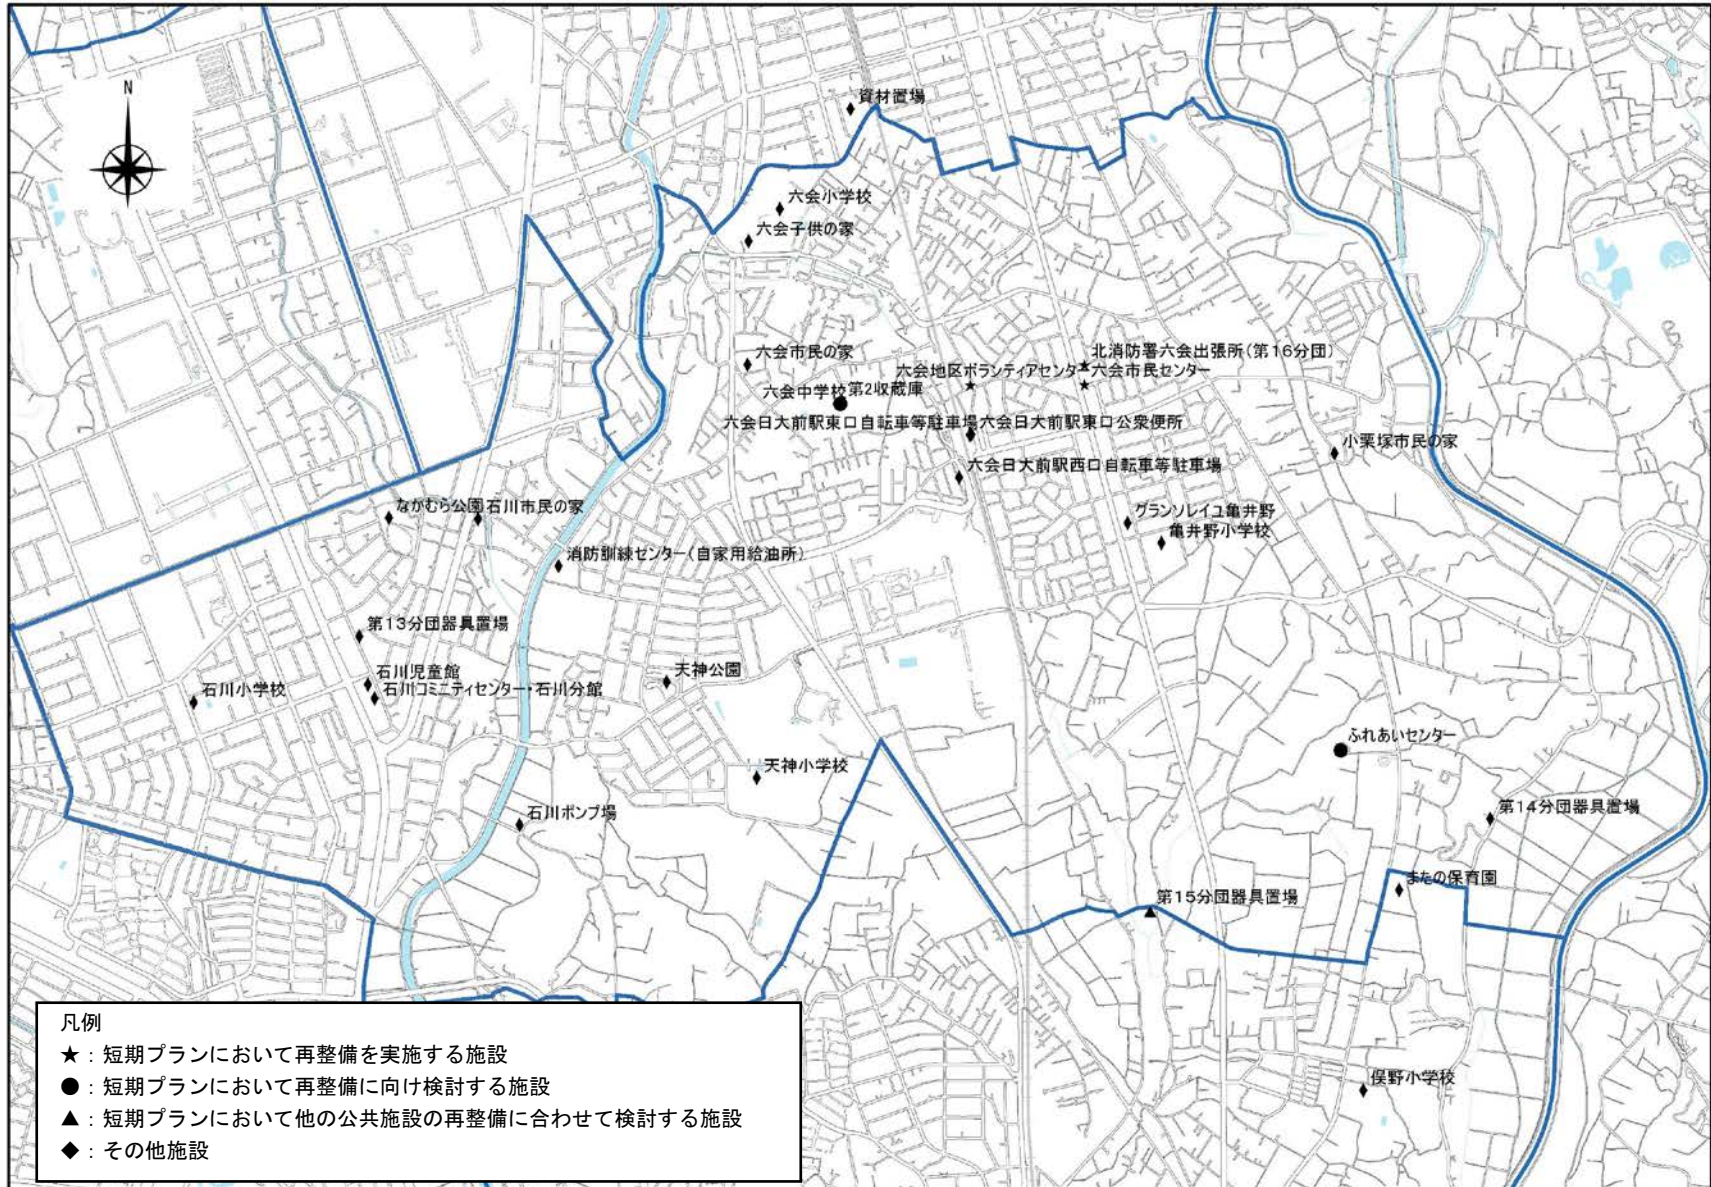 N
資材置場
六会小学校
六会子供の家
六会市民の家
北消防署六会出張所(第16分団)
六会地区ボランティアセンター
六会市民センター
六会中学校
第2収蔵庫
六会日大前駅東口自転車等駐車場
六会日大前駅東口公衆便所
小栗塚市民の家
六会日大前駅西口自転車等駐車場
なかむら公園
石川市民の家
グランソレイユ亀井野
亀井野小学校
消防訓練センター(自家用給油所)
第13分団器具置場
石川児童館
石川コミニティセンター・石川分館
石川小学校
天神公園
ふれあいセンター
天神小学校
石川ポンプ場
第14分団器具置場
またの保育園
第15分団器具置場
俣野小学校
凡例
★:短期プランにおいて再整備を実施する施設
●:短期プランにおいて再整備に向け検討する施設
▲:短期プランにおいて他の公共施設の再整備に合わせて検討する施設
◆:その他施設